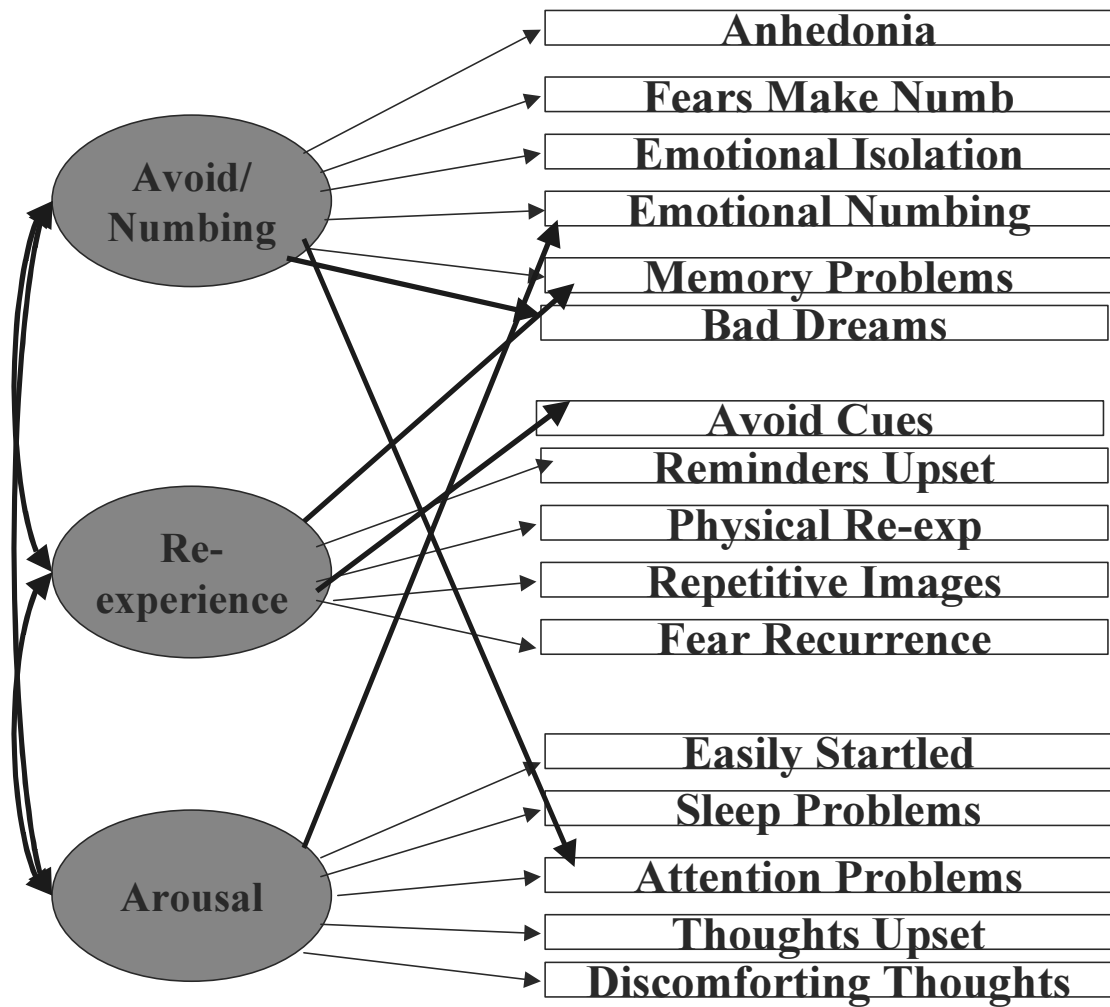 Anhedonia
Fears Make Numb
Emotional Isolation
Avoid/
Numbing
Emotional Numbing
Memory Problems
Bad Dreams
Avoid Cues
Reminders Upset
Physical Re-exp
Re-
experience
Repetitive Images
Fear Recurrence
Easily Startled
Sleep Problems
Arousal
Attention Problems
Thoughts Upset
Discomforting Thoughts